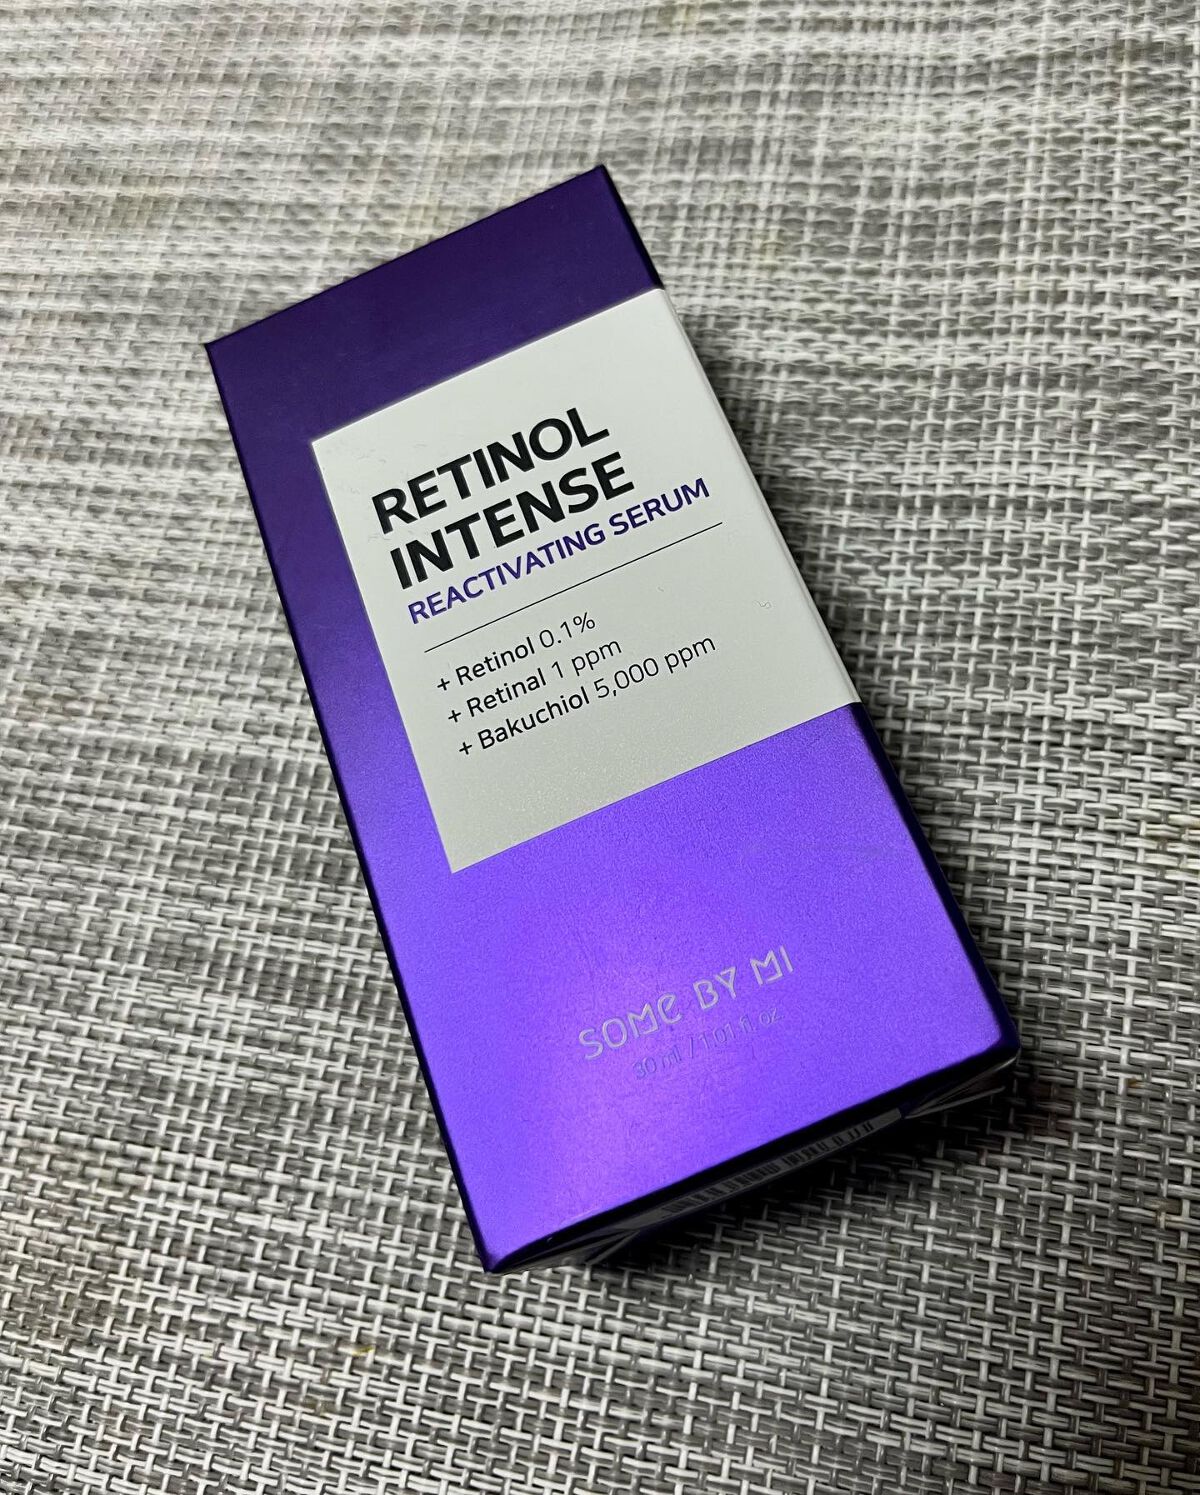 RETINOL
INTENSE
REACTIVATING SERUM
+ Retinol 0.1%
+ Retinal 1 ppm
+ Bakuchiol 5,000 ppm
SOME BY MI
30 ml / 1.01 fl. oz.